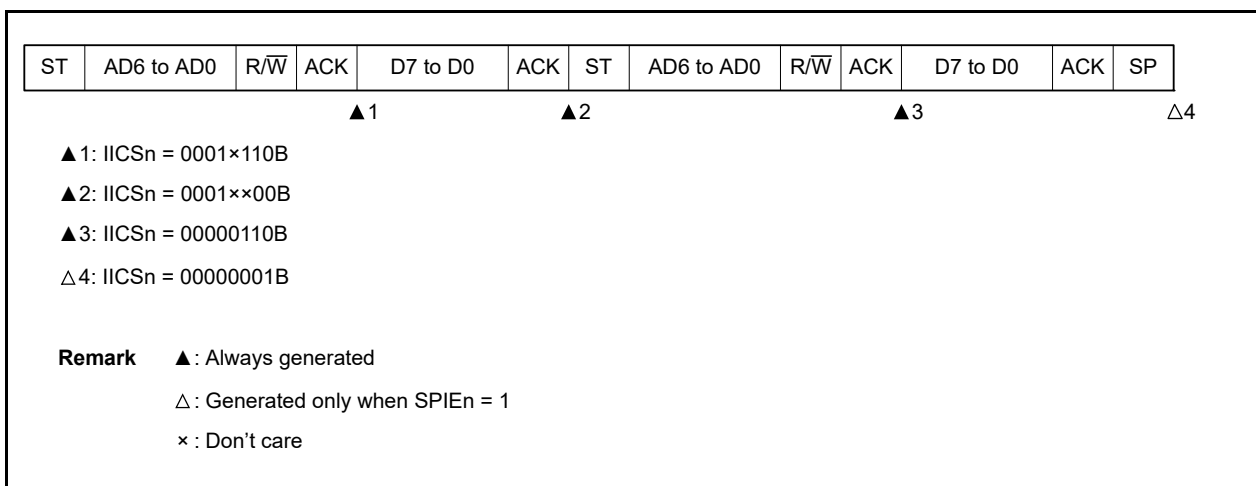 ST AD6 to AD0 R/W̅ ACK D7 to D0 ACK ST AD6 to AD0 R/W̅ ACK D7 to D0 ACK SP
▲1 ▲2 ▲3 △4
▲1: IICSn = 0001×110B
▲2: IICSn = 0001××00B
▲3: IICSn = 00000110B
△4: IICSn = 00000001B
Remark ▲: Always generated
△: Generated only when SPIEn = 1
×: Don't care